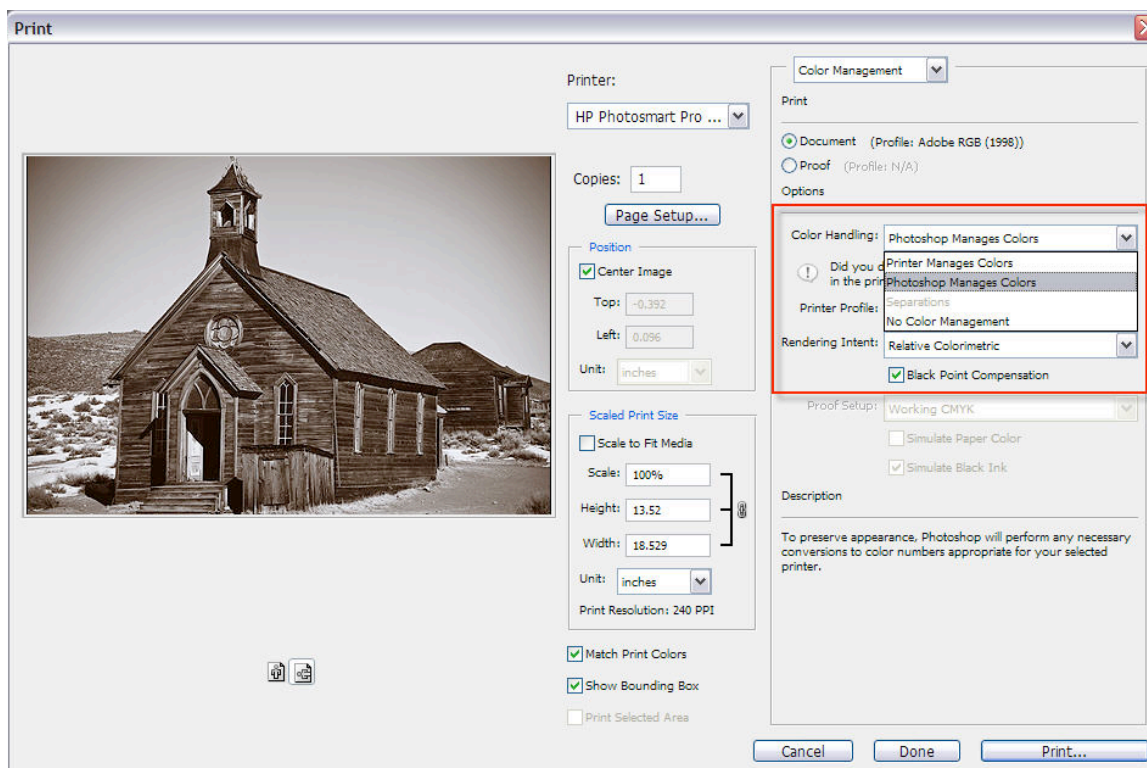 Print
Printer:
HP Photosmart Pro ...
Copies: 1
Page Setup...
Position
Center Image
Top: -0.392
Left: 0.096
Unit: inches
Scaled Print Size
Scale to Fit Media
Scale: 100%
Height: 13.52
Width: 18.529
Unit: inches
Print Resolution: 240 PPI
Match Print Colors
Show Bounding Box
Print Selected Area
Color Management
Print
Document (Profile: Adobe RGB (1998))
Proof (Profile: N/A)
Options
Color Handling: Photoshop Manages Colors
Did you
in the
Printer Manages Colors
Photoshop Manages Colors
Separations
No Color Management
Printer Profile:
Rendering Intent: Relative Colorimetric
Black Point Compensation
Proof Setup: Working CMYK
Simulate Paper Color
Simulate Black Ink
Description
To preserve appearance, Photoshop will perform any necessary
conversions to color numbers appropriate for your selected
printer.
Cancel
Done
Print...